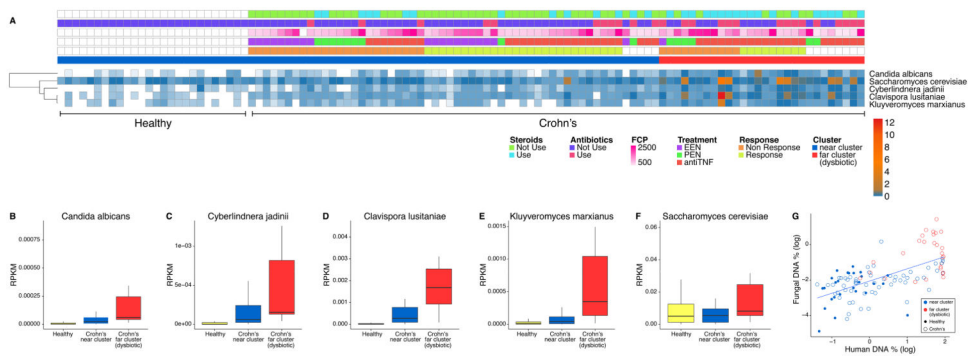 A
Candida albicans
Saccharomyces cerevisiae
Cyberlindnera jadinii
Clavispora lusitaniae
Kluyveromyces marxianus
Healthy
Crohn's
Steroids
Not Use
Use
Antibiotics
Not Use
Use
FCP
2500
500
Treatment
EEN
PEN
antiTNF
Response
Non Response
Response
Cluster
near cluster
far cluster
(dysbiotic)
12
10
8
6
4
2
0
B
Candida albicans
RPKM
0.00075
0.00050
0.00025
0.00000
Healthy
Crohn's
near cluster
Crohn's
far cluster
(dysbiotic)
C
Cyberlindnera jadinii
RPKM
1e-03
5e-04
0e+00
Healthy
Crohn's
near cluster
Crohn's
far cluster
(dysbiotic)
D
Clavispora lusitaniae
RPKM
0.004
0.003
0.002
0.001
0.000
Healthy
Crohn's
near cluster
Crohn's
far cluster
(dysbiotic)
E
Kluyveromyces marxianus
RPKM
0.0015
0.0010
0.0005
0.0000
Healthy
Crohn's
near cluster
Crohn's
far cluster
(dysbiotic)
F
Saccharomyces cerevisiae
RPKM
0.06
0.04
0.02
0.00
Healthy
Crohn's
near cluster
Crohn's
far cluster
(dysbiotic)
G
Fungal DNA % (log)
0
-2
-4
-1
0
1
2
Human DNA % (log)
near cluster
far cluster
(dysbiotic)
Healthy
Crohn's